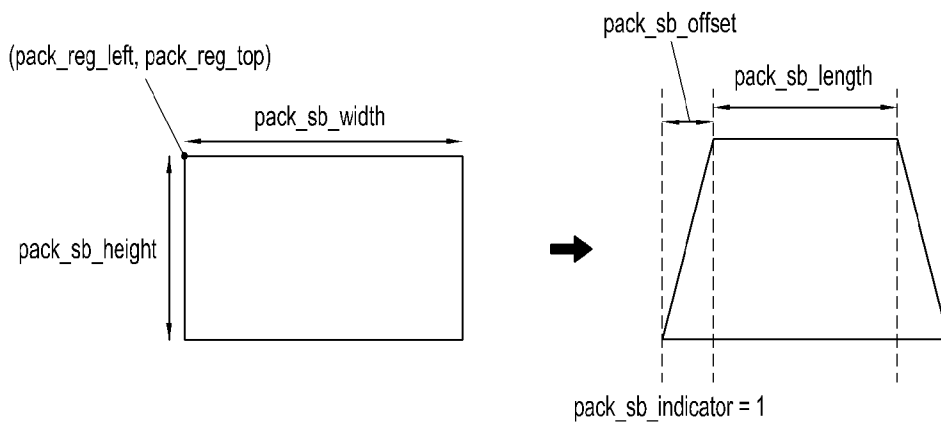 (pack_reg_left, pack_reg_top)
pack_sb_width
pack_sb_height
pack_sb_offset
pack_sb_length
pack_sb_indicator = 1